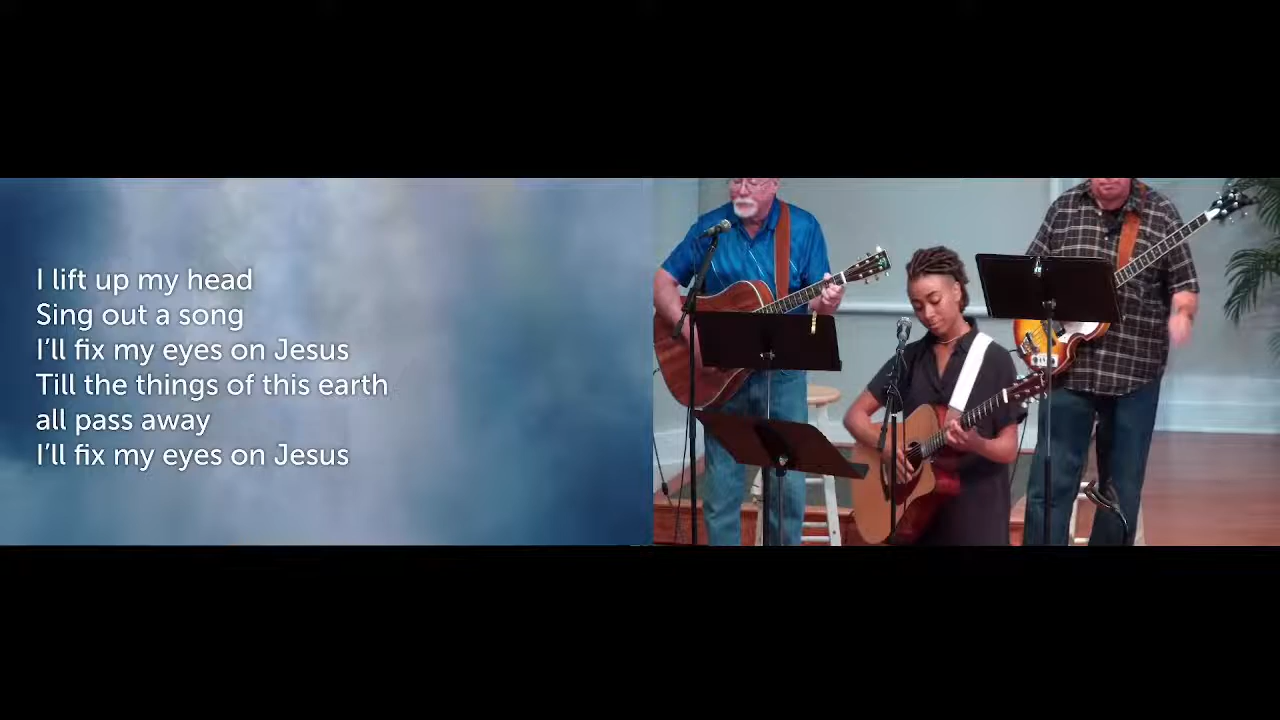 I lift up my head
Sing out a song
I’ll fix my eyes on Jesus
Till the things of this earth
all pass away
I’ll fix my eyes on Jesus